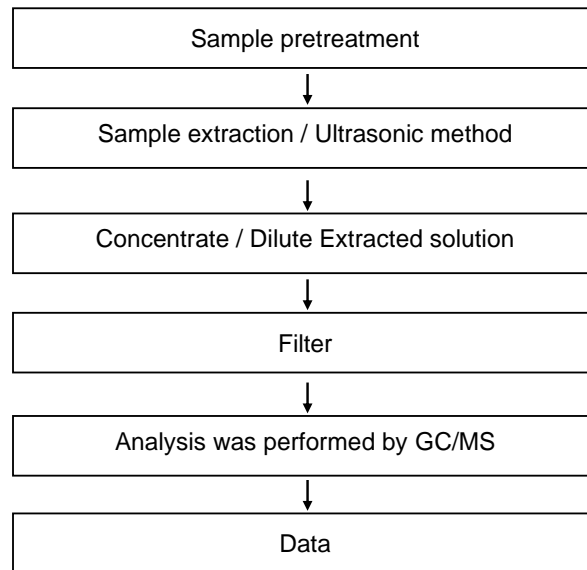 Sample pretreatment
Sample extraction / Ultrasonic method
Concentrate / Dilute Extracted solution
Filter
Analysis was performed by GC/MS
Data